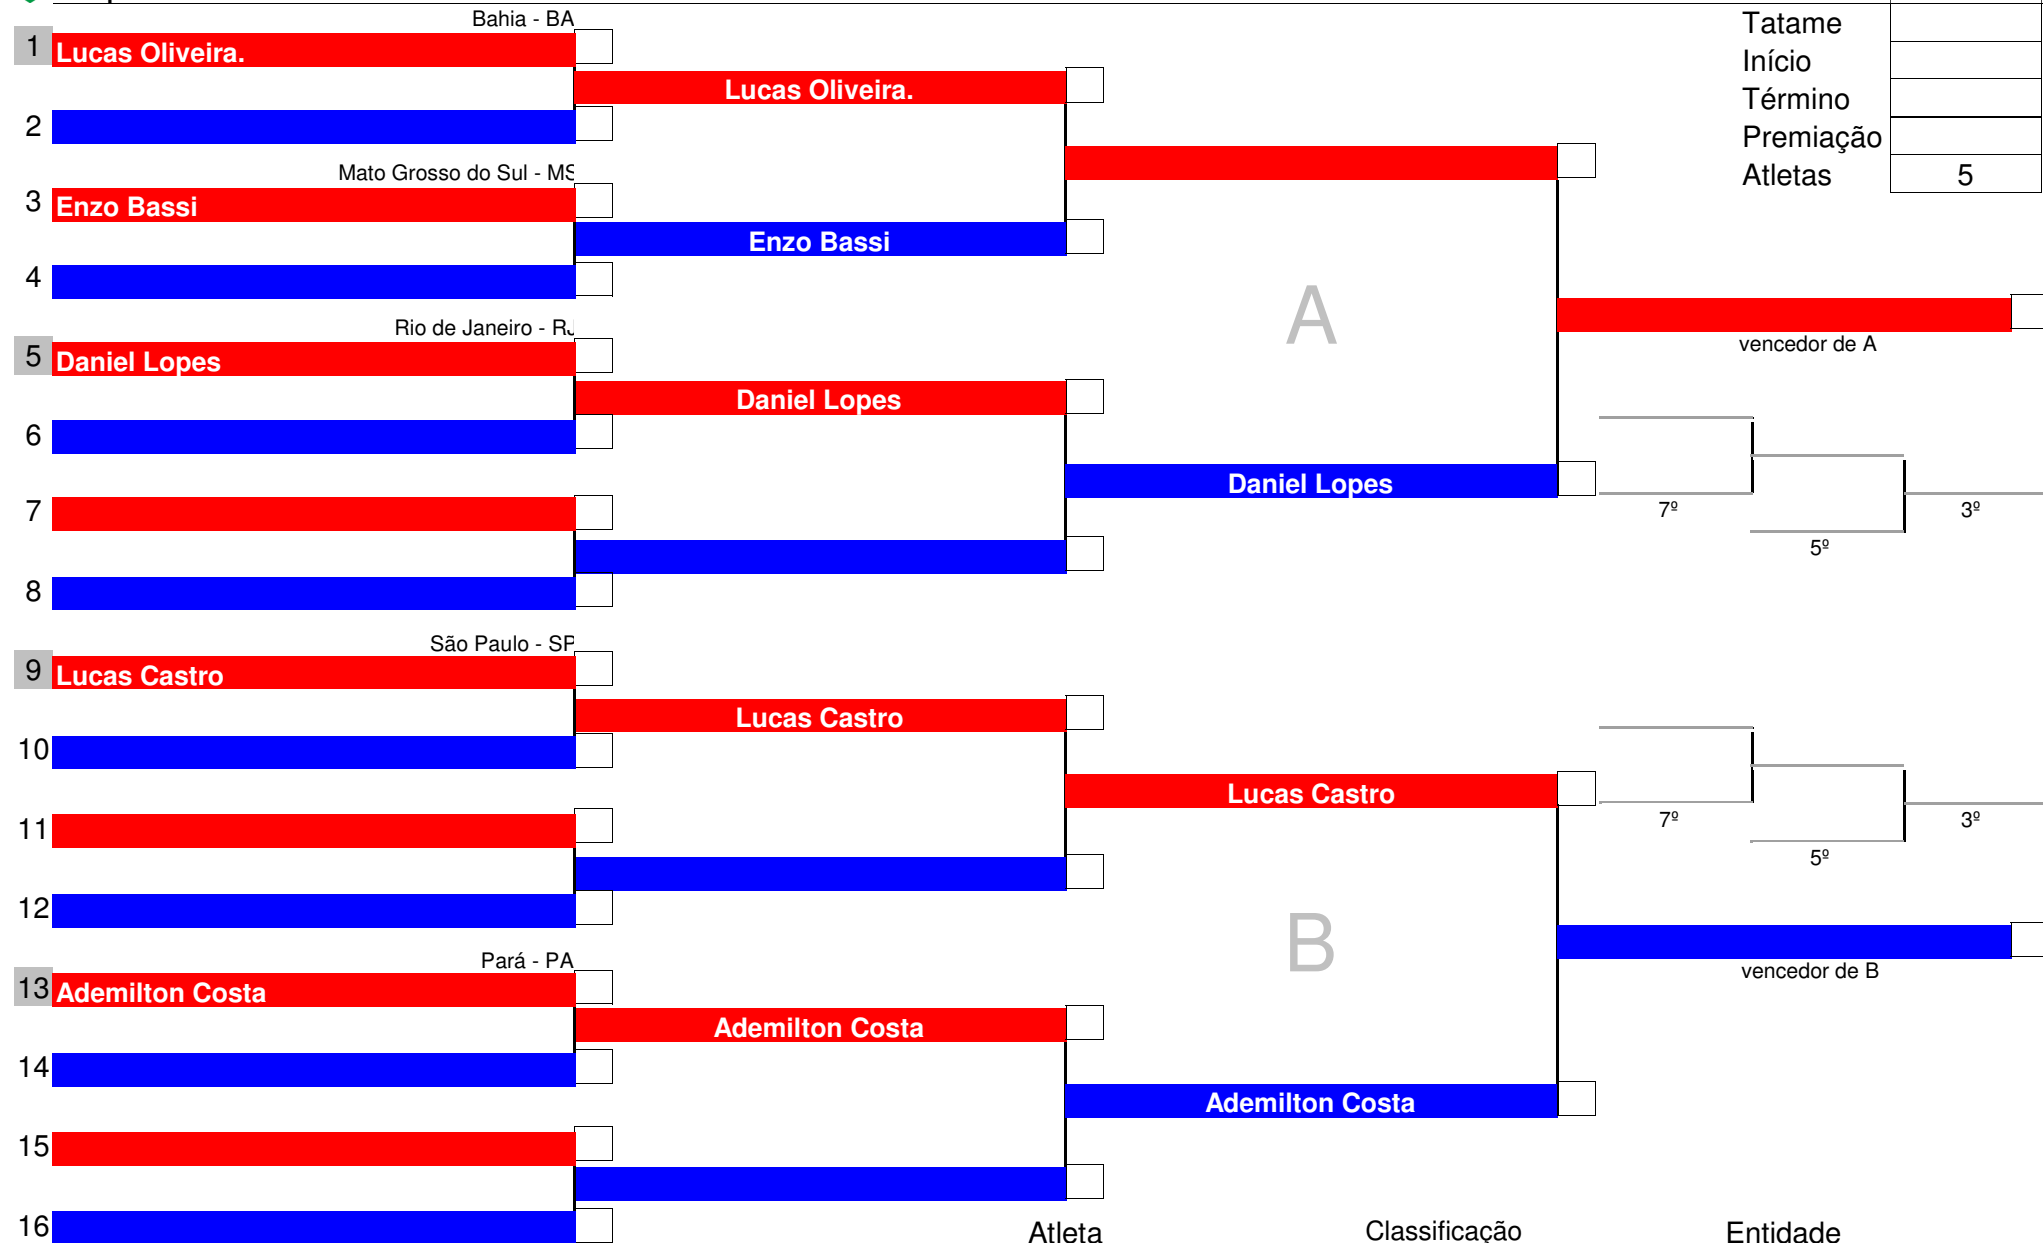 Bahia - BA
Tatame
1 Lucas Oliveira.
Início
Lucas Oliveira.
Término
2
Premiação
Mato Grosso do Sul - MS
Atletas 5
3 Enzo Bassi
Enzo Bassi
4
A
Rio de Janeiro - RJ
vencedor de A
5 Daniel Lopes
Daniel Lopes
6
Daniel Lopes
7
7º 3º
5º
8
São Paulo - SP
9 Lucas Castro
Lucas Castro
10
Lucas Castro
11
7º 3º
5º
12
B
Pará - PA
vencedor de B
13 Ademilton Costa
Ademilton Costa
14
Ademilton Costa
15
16
Atleta Classificação Entidade